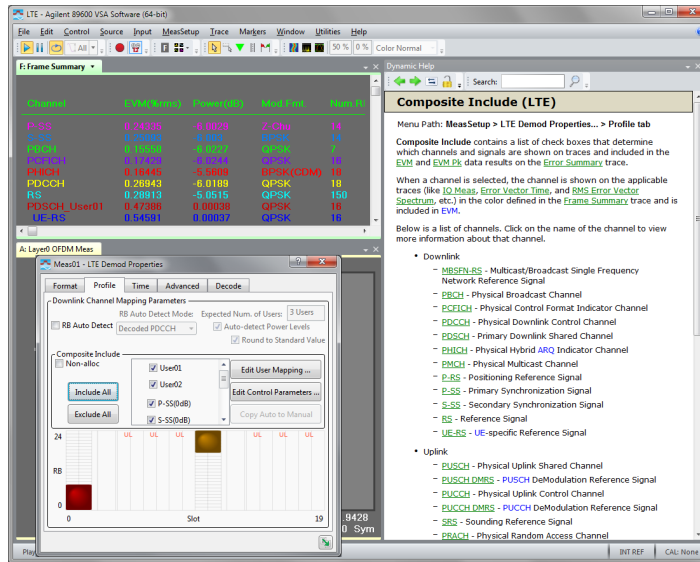 LTE - Agilent 89600 VSA Software (64-bit)
File Edit Control Source Input MeasSetup Trace Markers Window Utilities Help
All 50 % 0 % Color Normal
F: Frame Summary
Channel EVM(%rms) Power(dB) Mod.Fmt. Num.R
P-SS
S-SS
PBCH 0.15558 -6.0227 QPSK 7
PCFICH 0.17429 -6.0244 QPSK 16
PHICH 0.16445 -5.5608 BPSK(CDM) 18
PDCCH 0.26943 -6.0189 QPSK 18
RS 0.28913 -5.0515 QPSK 150
PDSCH_User01 0.47386 0.00038 QPSK 16
UE-RS 0.54591 0.00037 QPSK 16
A: Layer0 OFDM Meas
Meas01 - LTE Demod Properties
Format Profile Time Advanced Decode
Downlink Channel Mapping Parameters
RB Auto Detect Mode: Expected Num. of Users: 3 Users
RB Auto Detect Decoded PDCCH Auto-detect Power Levels
Round to Standard Value
Composite Include
Non-alloc
User01
Edit User Mapping ...
User02
Include All
Edit Control Parameters ...
P-SS(0dB)
Exclude All
S-SS(0dB)
Copy Auto to Manual
24
UL UL UL UL UL UL
RB
0
0 Slot 19
.9428
0 Sym
Play
Dynamic Help
Search:
Composite Include (LTE)
Menu Path: MeasSetup > LTE Demod Properties... > Profile tab
Composite Include contains a list of check boxes that determine
which channels and signals are shown on traces and included in the
EVM and EVM Pk data results on the Error Summary trace.
When a channel is selected, the channel is shown on the applicable
traces (like IQ Meas, Error Vector Time, and RMS Error Vector
Spectrum, etc.) in the color defined in the Frame Summary trace and is
included in EVM.
Below is a list of channels. Click on the name of the channel to view
more information about that channel.
• Downlink
− MBSFN-RS - Multicast/Broadcast Single Frequency
Network Reference Signal
− PBCH - Physical Broadcast Channel
− PCFICH - Physical Control Format Indicator Channel
− PDCCH - Physical Downlink Control Channel
− PDSCH - Primary Downlink Shared Channel
− PHICH - Physical Hybrid ARQ Indicator Channel
− PMCH - Physical Multicast Channel
− P-RS - Positioning Reference Signal
− P-SS - Primary Synchronization Signal
− S-SS - Secondary Synchronization Signal
− RS - Reference Signal
− UE-RS - UE-specific Reference Signal
• Uplink
− PUSCH - Physical Uplink Shared Channel
− PUSCH DMRS - PUSCH DeModulation Reference Signal
− PUCCH - Physical Uplink Control Channel
− PUCCH DMRS - PUCCH DeModulation Reference Signal
− SRS - Sounding Reference Signal
− PRACH - Physical Random Access Channel
INT REF CAL: None